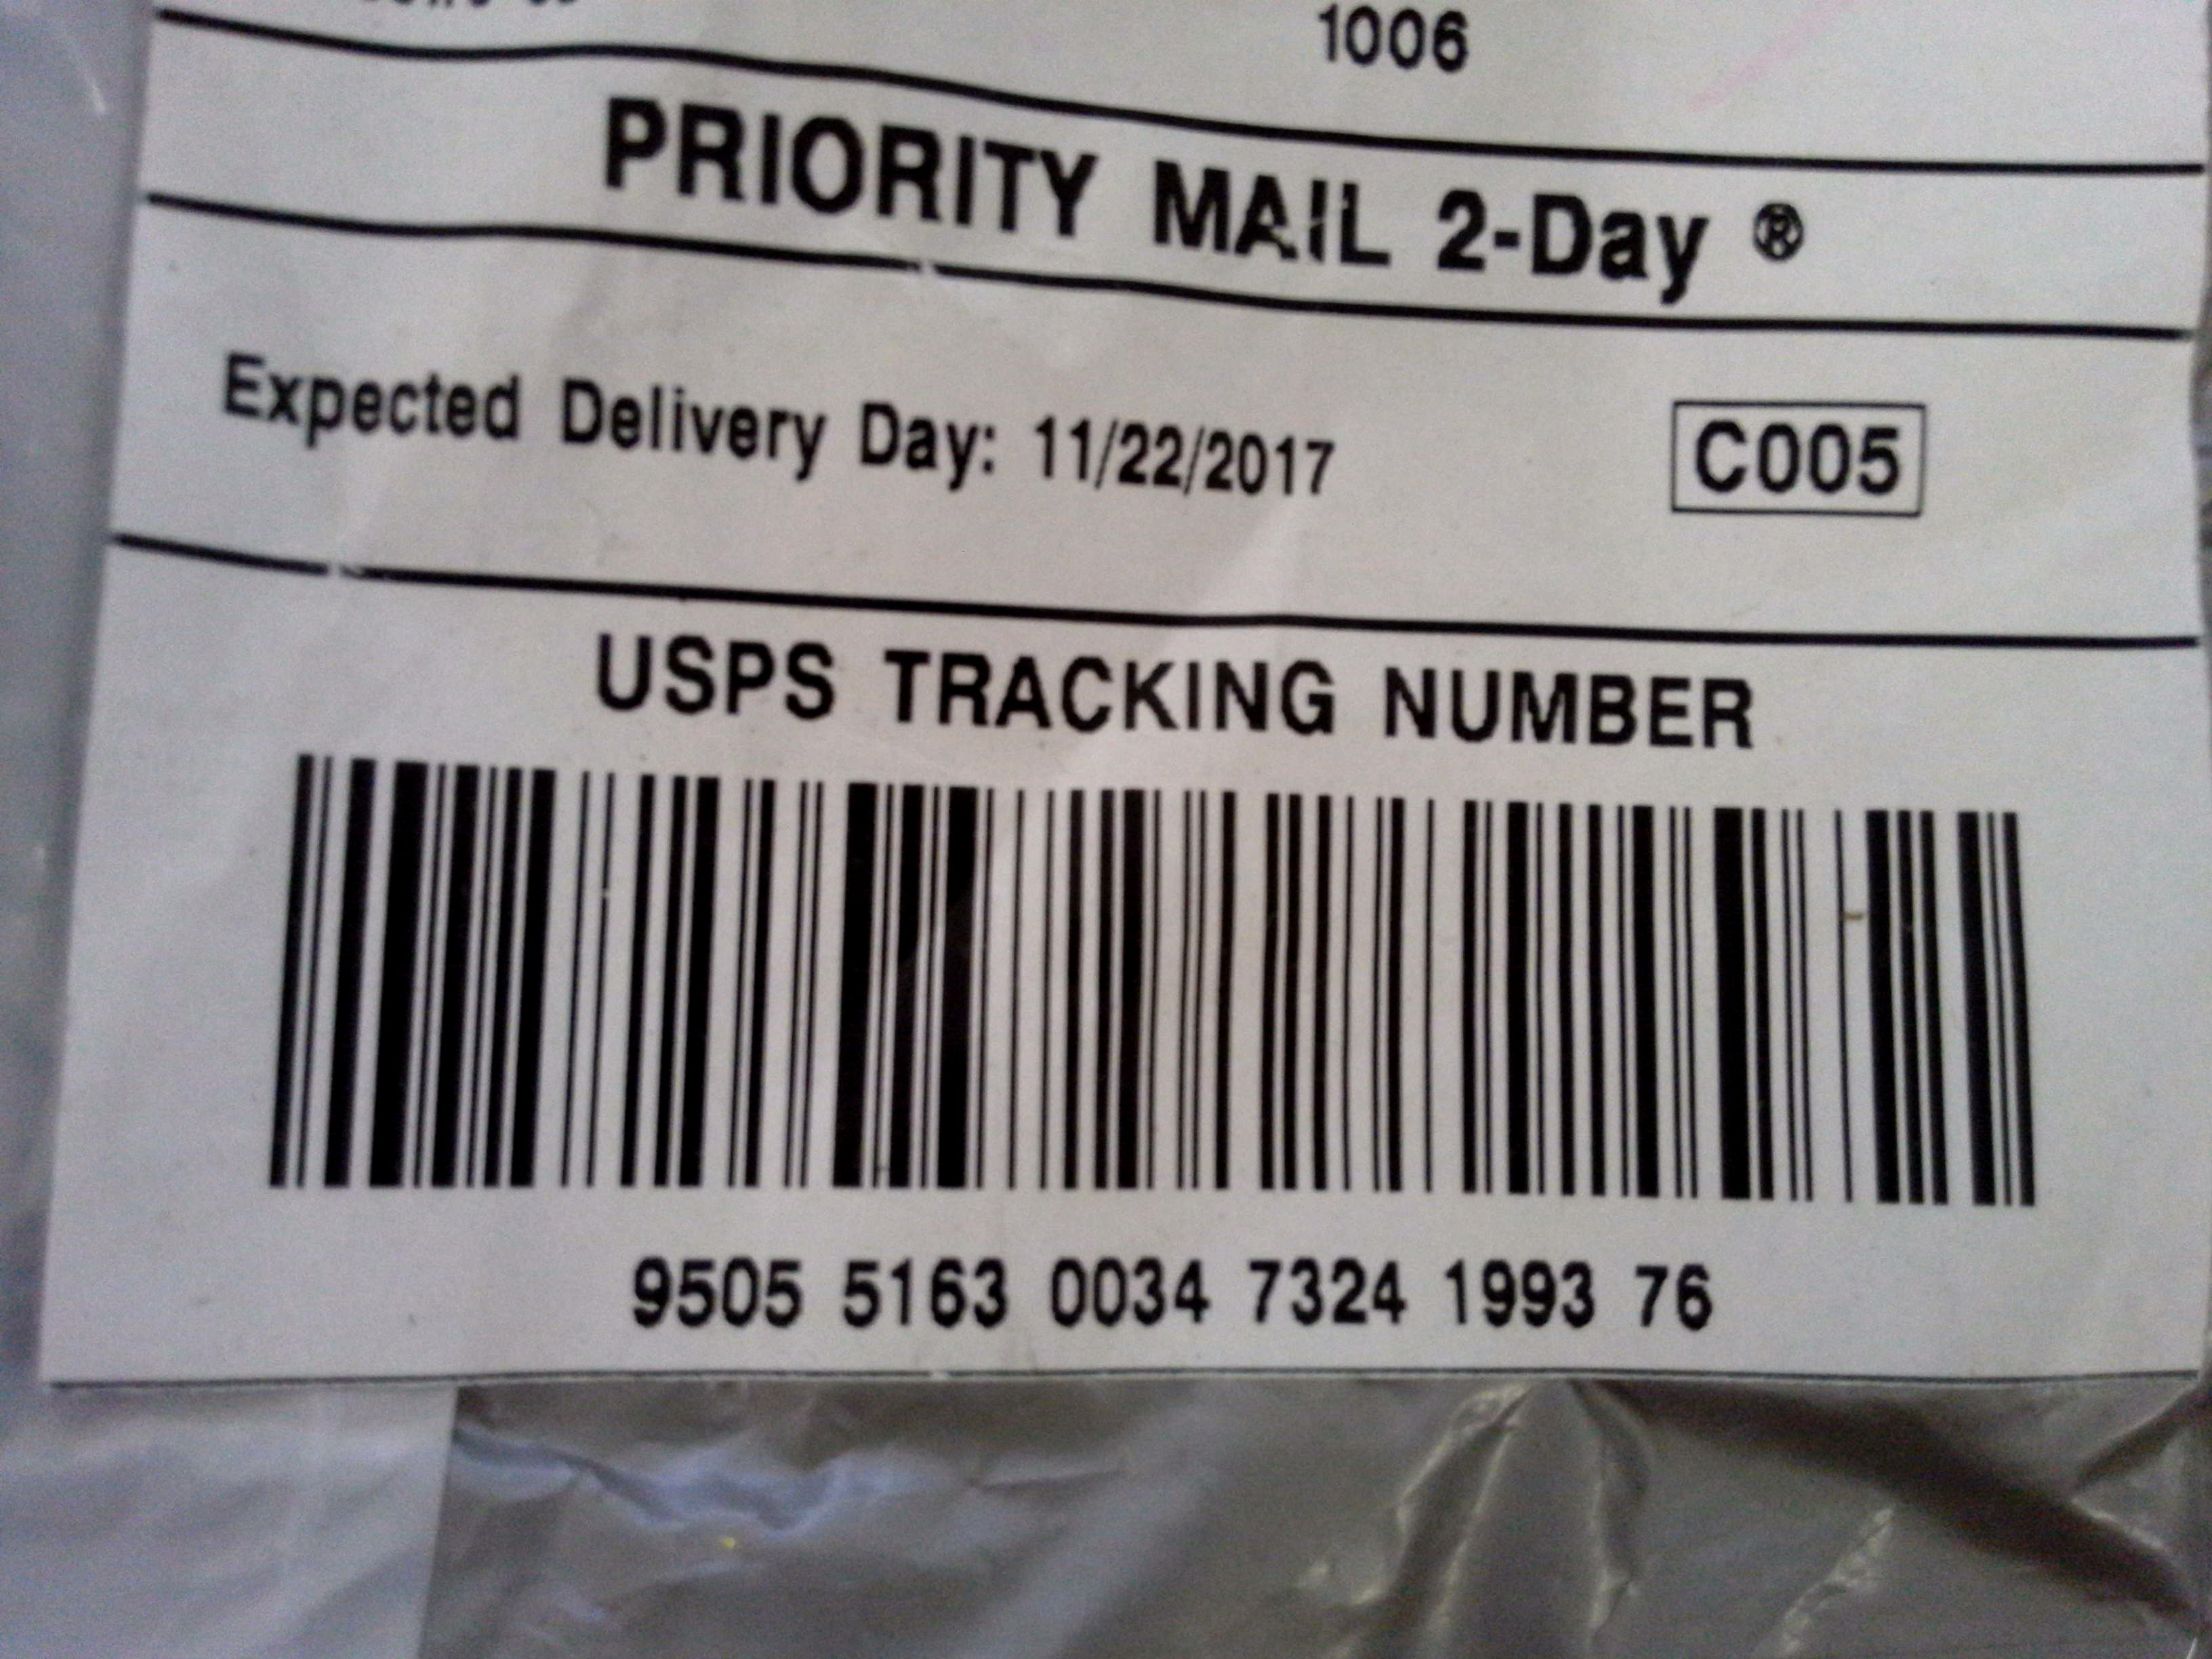 1006
PRIORITY MAIL 2-Day ®
Expected Delivery Day: 11/22/2017
C005
USPS TRACKING NUMBER
9505 5163 0034 7324 1993 76